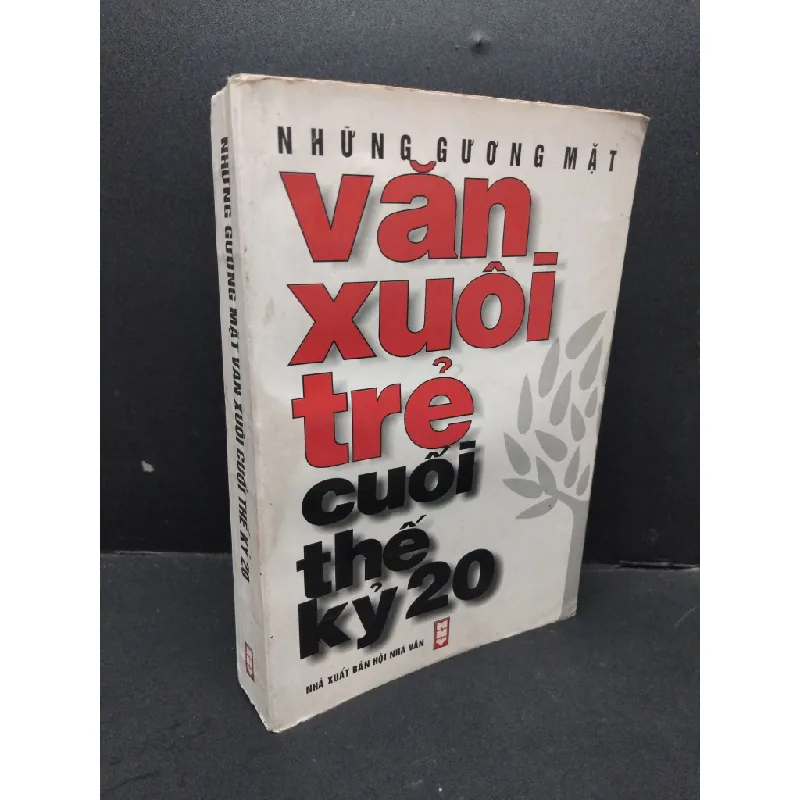 NHỮNG GƯƠNG MẶT
văn
xuôi
trẻ
cuối
thế
kỷ 20
NHÀ XUẤT BẢN HỘI NHÀ VĂN
NHỮNG GƯƠNG MẶT VĂN XUÔI CUỐI THẾ KỶ 20